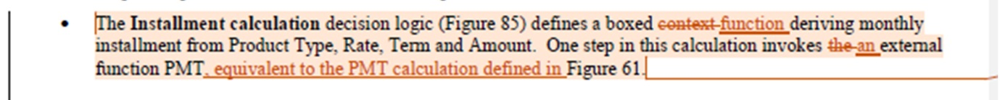 • The Installment calculation decision logic (Figure 85) defines a boxed context function deriving monthly
installment from Product Type, Rate, Term and Amount.  One step in this calculation invokes the an external
function PMT, equivalent to the PMT calculation defined in Figure 61.